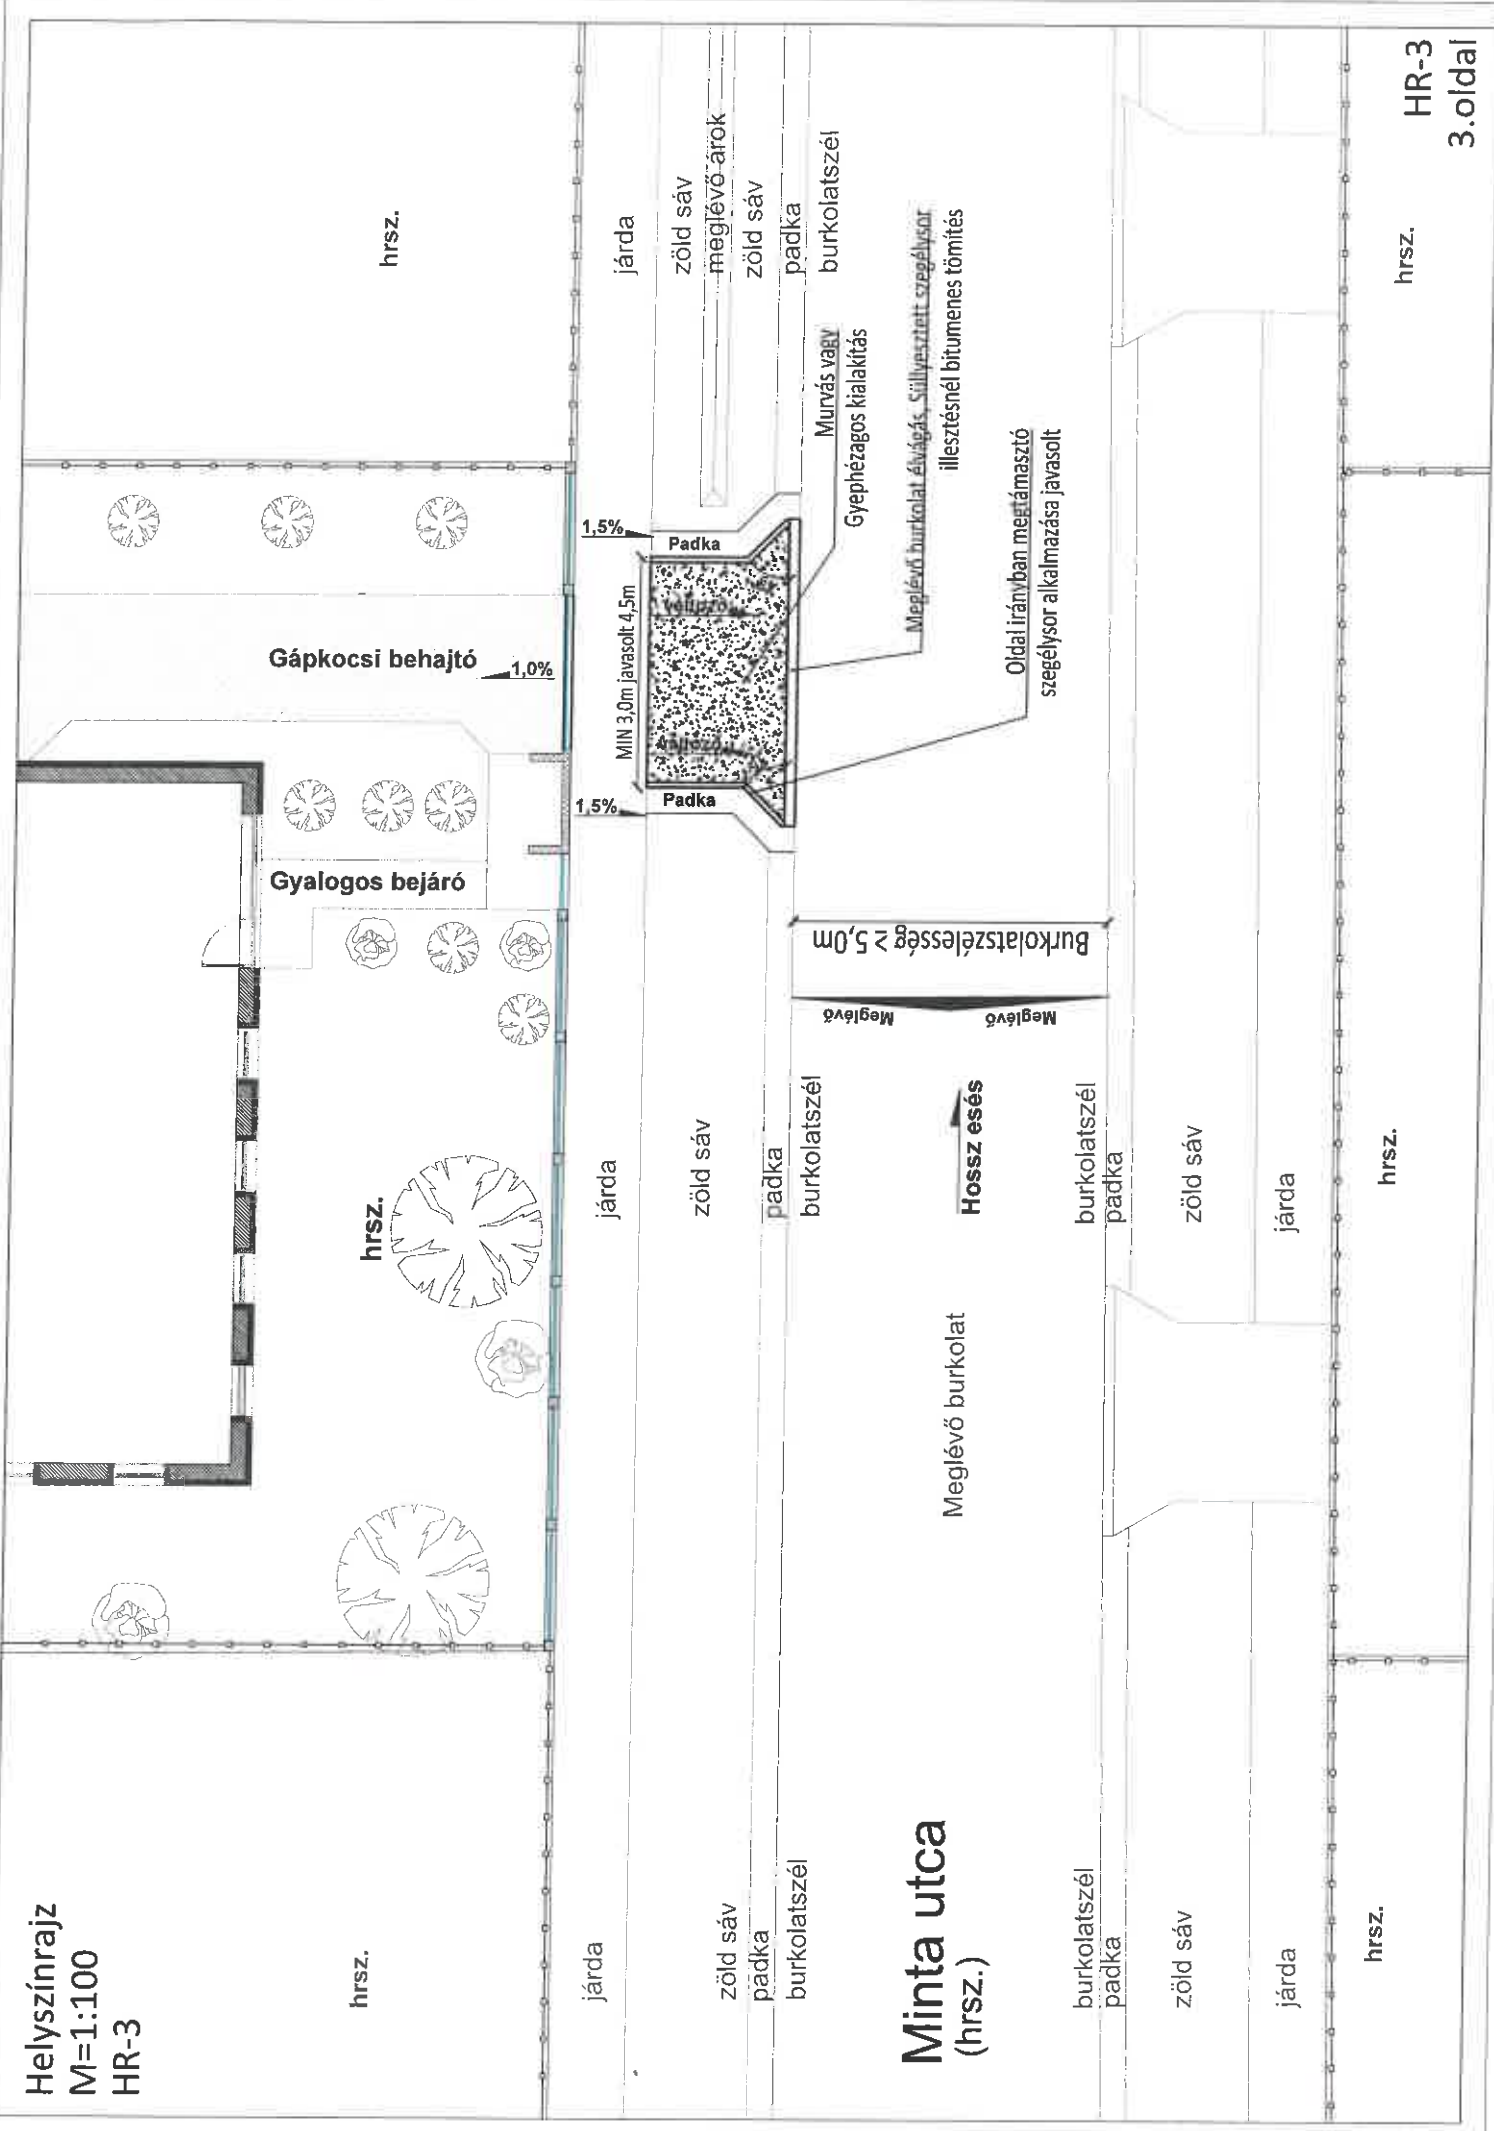 Helyszínrajz
M=1:100
HR-3
hrsz.
hrsz.
hrsz.
Gyalogos bejáró
Gápkocsi behajtó
1,0%
1,5%
1,5%
MIN 3,0m javasolt 4,5m
Padka
Padka
járda
zöld sáv
padka
burkolatszél
járda
zöld sáv
padka
burkolatszél
járda
zöld sáv
meglévő árok
zöld sáv
padka
burkolatszél
Murvás vagy
Gyephézagos kialakítás
Meglévő burkolat élvágás, Süllyesztett szegélysor
illesztésnél bitumenes tömítés
Oldal irányban megtámasztó
szegélysor alkalmazása javasolt
Minta utca
(hrsz.)
Meglévő burkolat
Hossz esés
Meglévő
Meglévő
Burkolatszélesség ≥ 5,0m
burkolatszél
padka
zöld sáv
járda
burkolatszél
padka
zöld sáv
járda
hrsz.
hrsz.
hrsz.
HR-3
3.oldal